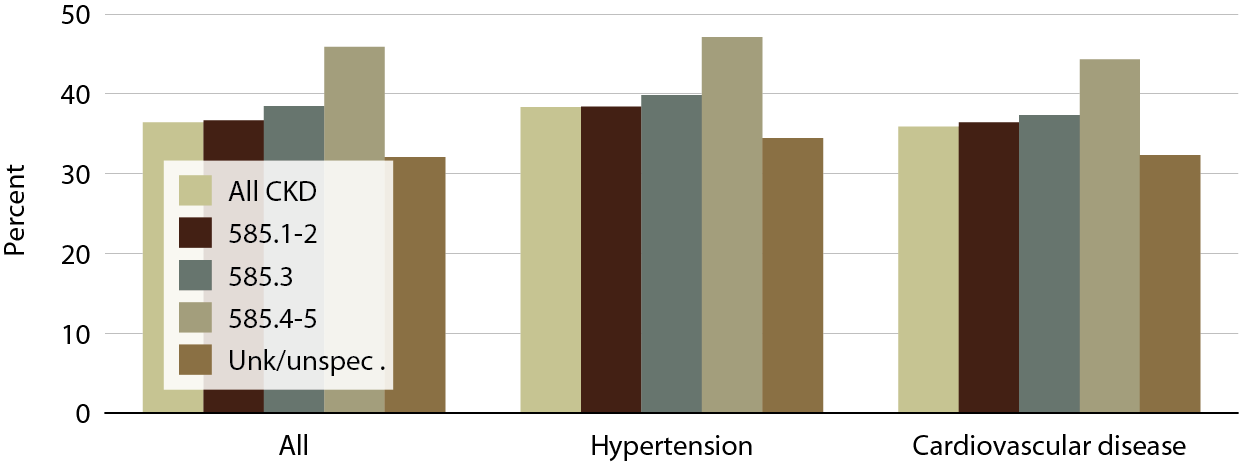 50
40
30
20
10
0
Percent
All CKD
585.1-2
585.3
585.4-5
Unk/unspec .
All
Hypertension
Cardiovascular disease